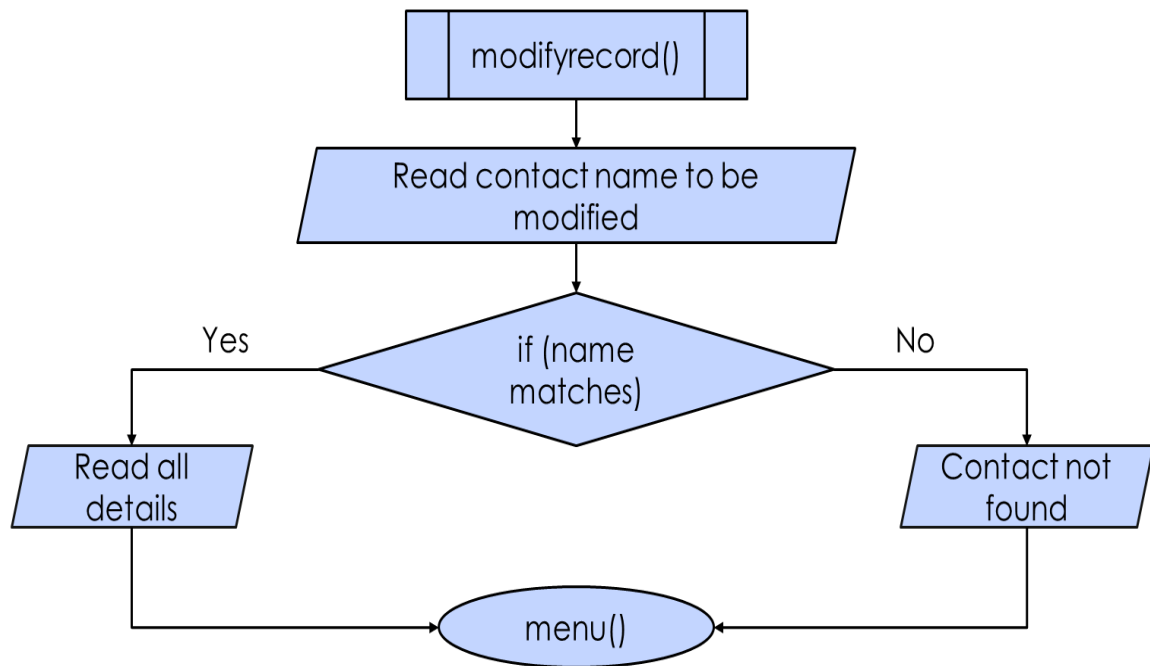 modifyrecord()
Read contact name to be
modified
if (name
matches)
Yes
No
Read all
details
Contact not
found
menu()